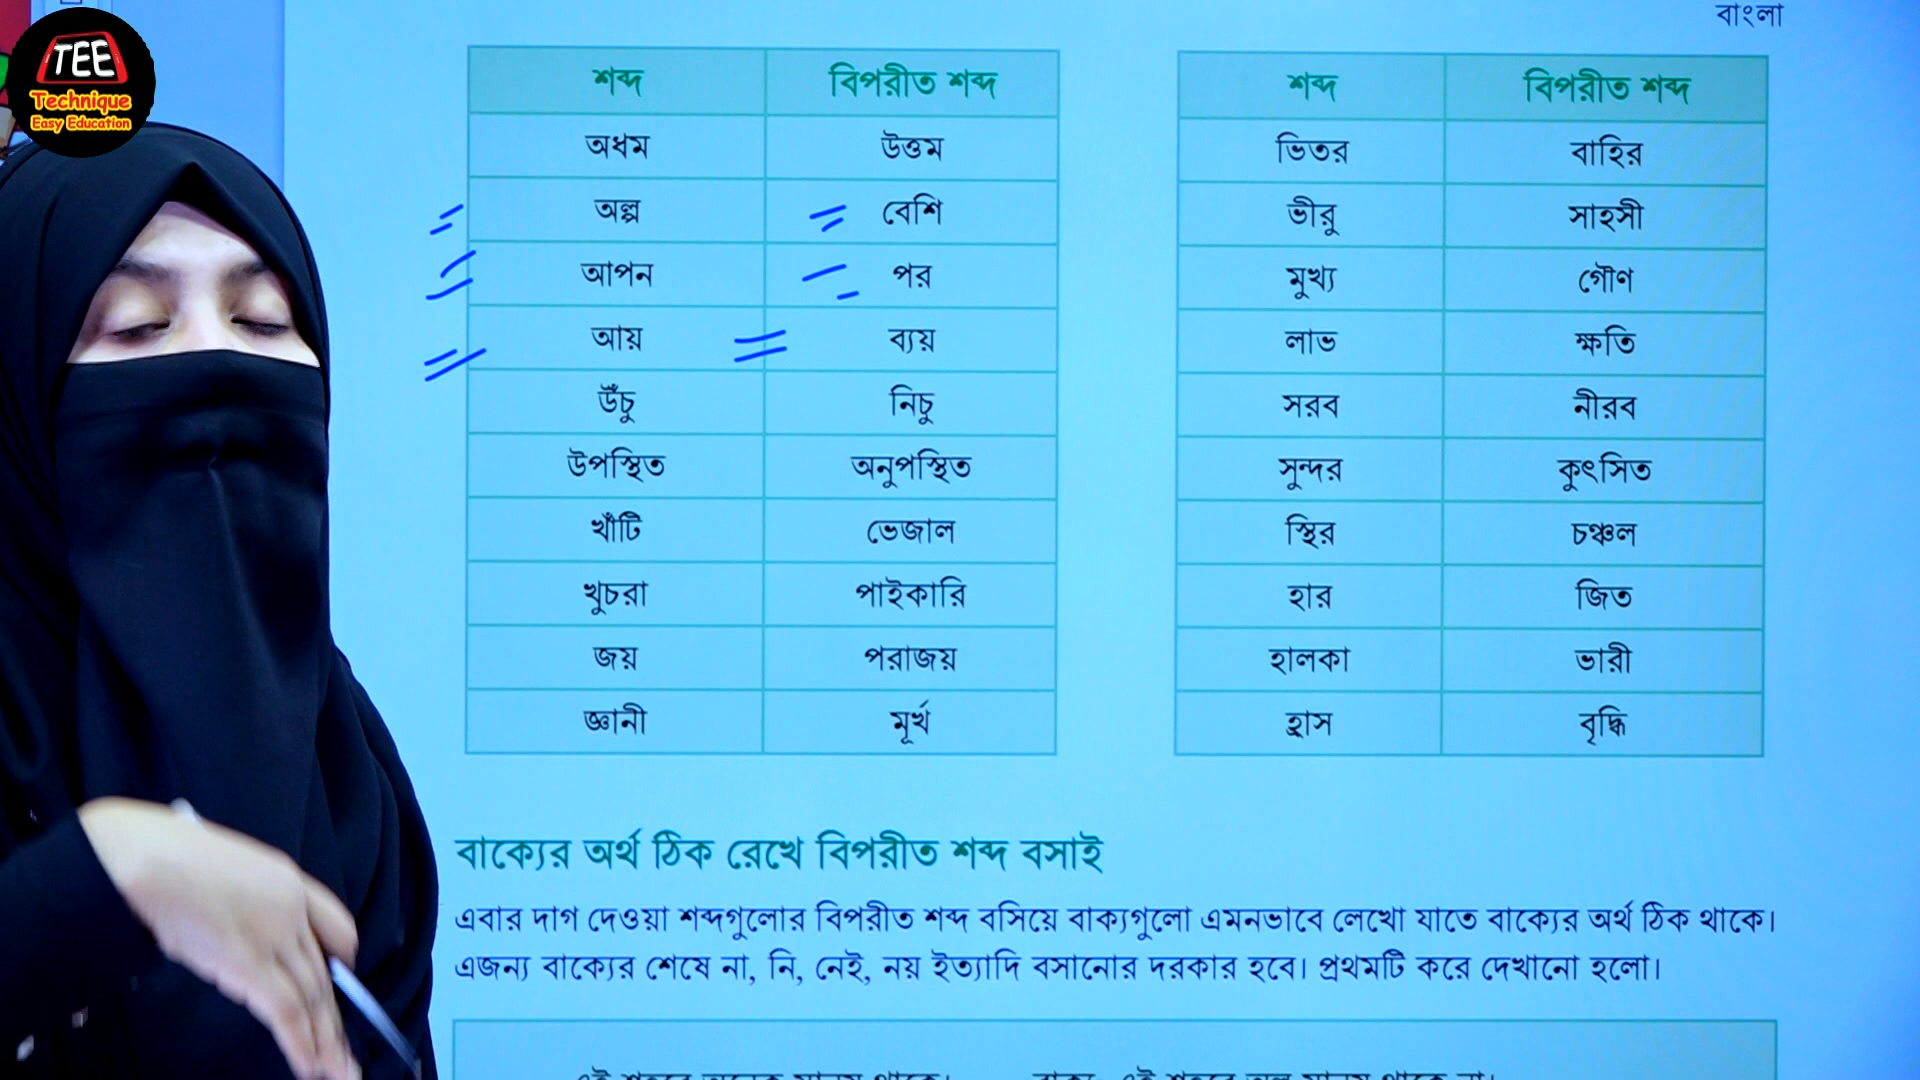 TEE
Technique
Easy Education
বাংলা
শব্দ বিপরীত শব্দ
অধম উত্তম
অল্প বেশি
আপন পর
আয় ব্যয়
উঁচু নিচু
উপস্থিত অনুপস্থিত
খাঁটি ভেজাল
খুচরা পাইকারি
জয় পরাজয়
জ্ঞানী মূর্খ
শব্দ বিপরীত শব্দ
ভিতর বাহির
ভীরু সাহসী
মুখ্য গৌণ
লাভ ক্ষতি
সরব নীরব
সুন্দর কুৎসিত
স্থির চঞ্চল
হার জিত
হালকা ভারী
হ্রাস বৃদ্ধি
বাক্যের অর্থ ঠিক রেখে বিপরীত শব্দ বসাই
এবার দাগ দেওয়া শব্দগুলোর বিপরীত শব্দ বসিয়ে বাক্যগুলো এমনভাবে লেখো যাতে বাক্যের অর্থ ঠিক থাকে।
এজন্য বাক্যের শেষে না, নি, নেই, নয় ইত্যাদি বসানোর দরকার হবে। প্রথমটি করে দেখানো হলো।